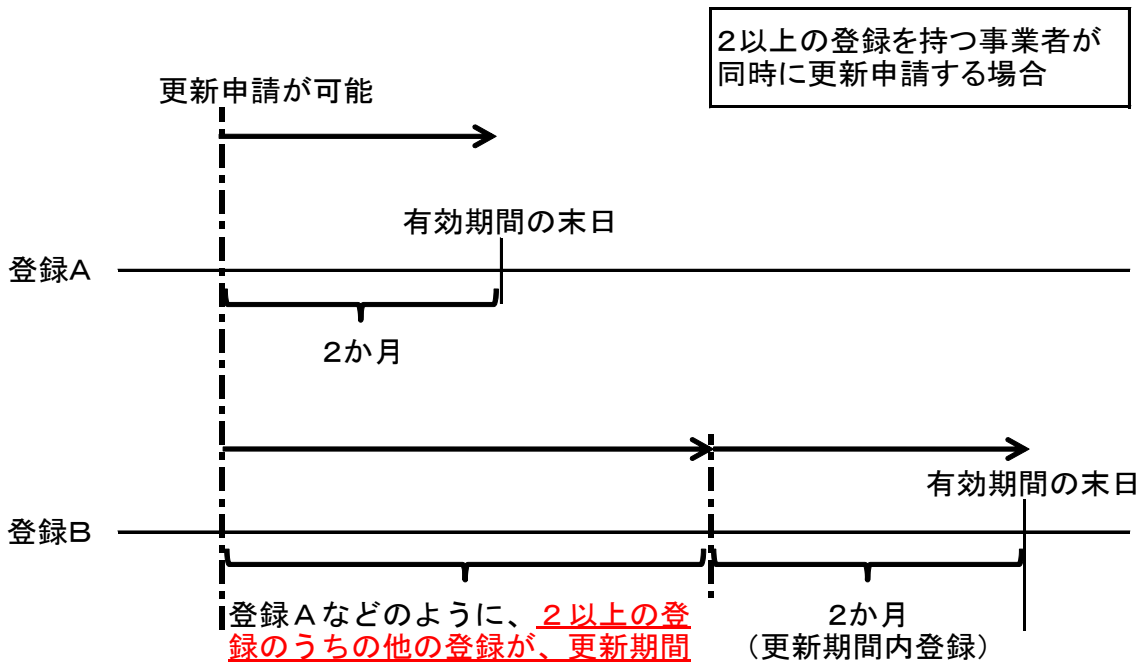 ２以上の登録を持つ事業者が
同時に更新申請する場合
更新申請が可能
有効期間の末日
登録Ａ
２か月
有効期間の末日
登録Ｂ
登録Ａなどのように、２以上の登
録のうちの他の登録が、更新期間
２か月
（更新期間内登録）